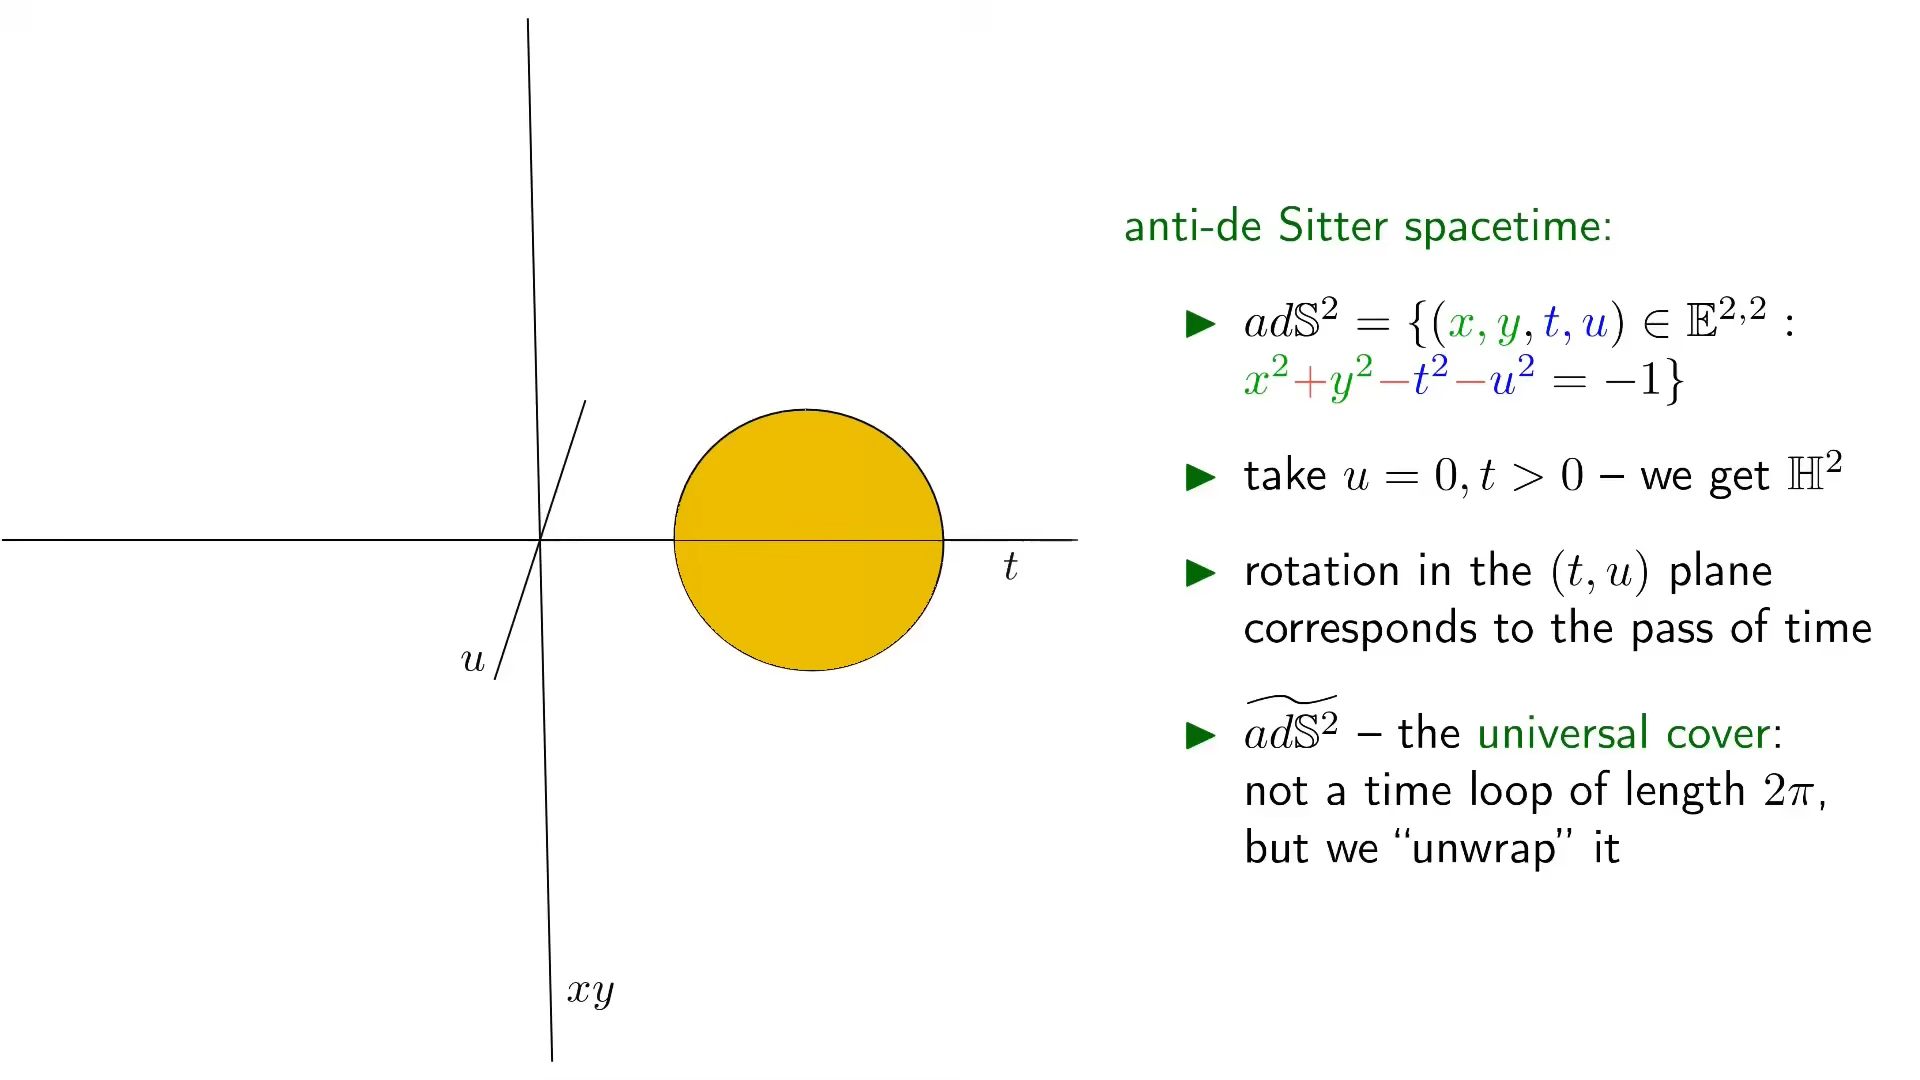 anti-de Sitter spacetime:
▶ ad𝕊² = {(x, y, t, u) ∈ 𝔼²,² :
x²+y²−t²−u² = −1}
▶ take u = 0, t > 0 – we get ℍ²
▶ rotation in the (t, u) plane
corresponds to the pass of time
▶ \widetilde{ad𝕊²} – the universal cover:
not a time loop of length 2π,
but we “unwrap” it
t
u
xy